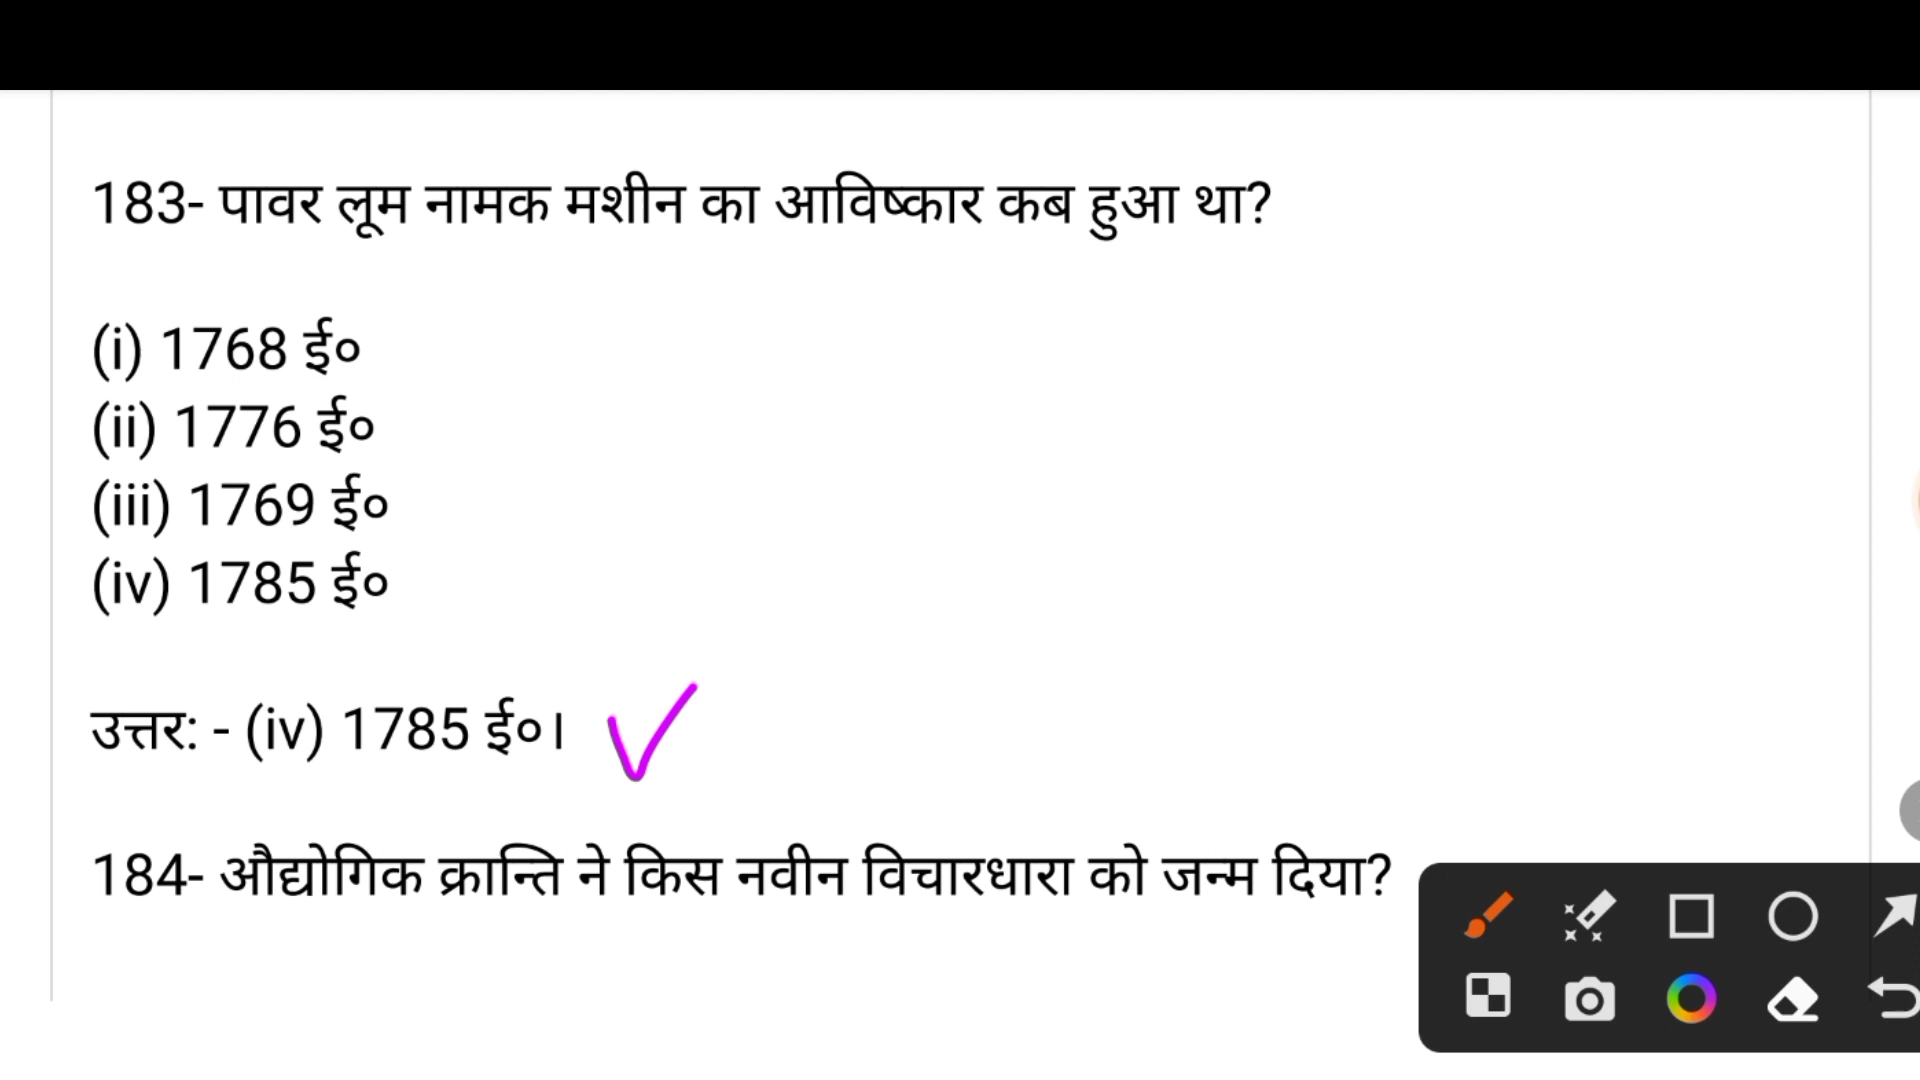 183- पावर लूम नामक मशीन का आविष्कार कब हुआ था?
(i) 1768 ई०
(ii) 1776 ई०
(iii) 1769 ई०
(iv) 1785 ई०
उत्तर: - (iv) 1785 ई०।
184- औद्योगिक क्रान्ति ने किस नवीन विचारधारा को जन्म दिया?